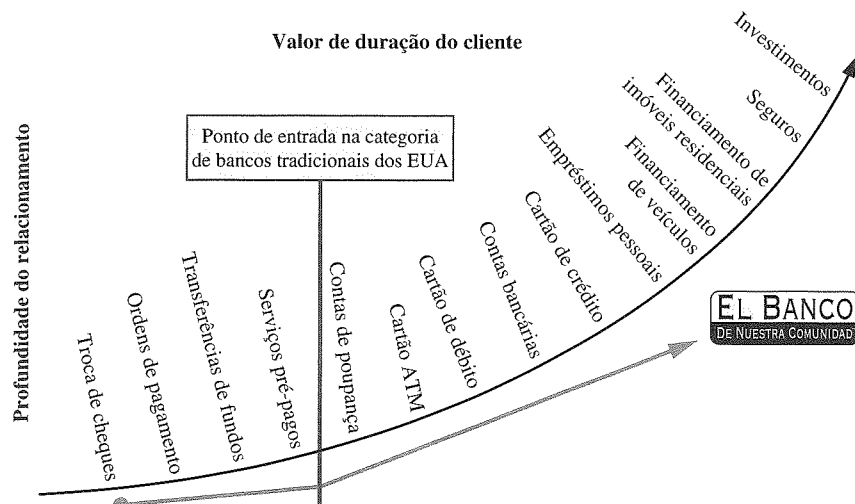 Valor de duração do cliente
Profundidade do relacionamento
Ponto de entrada na categoria
de bancos tradicionais dos EUA
Troca de cheques
Ordens de pagamento
Transferências de fundos
Serviços pré-pagos
Contas de poupança
Cartão ATM
Cartão de débito
Contas bancárias
Cartão de crédito
Empréstimos pessoais
Financiamento
de veículos
Financiamento de
imóveis residenciais
Seguros
Investimentos
EL BANCO
DE NUESTRA COMUNIDAD